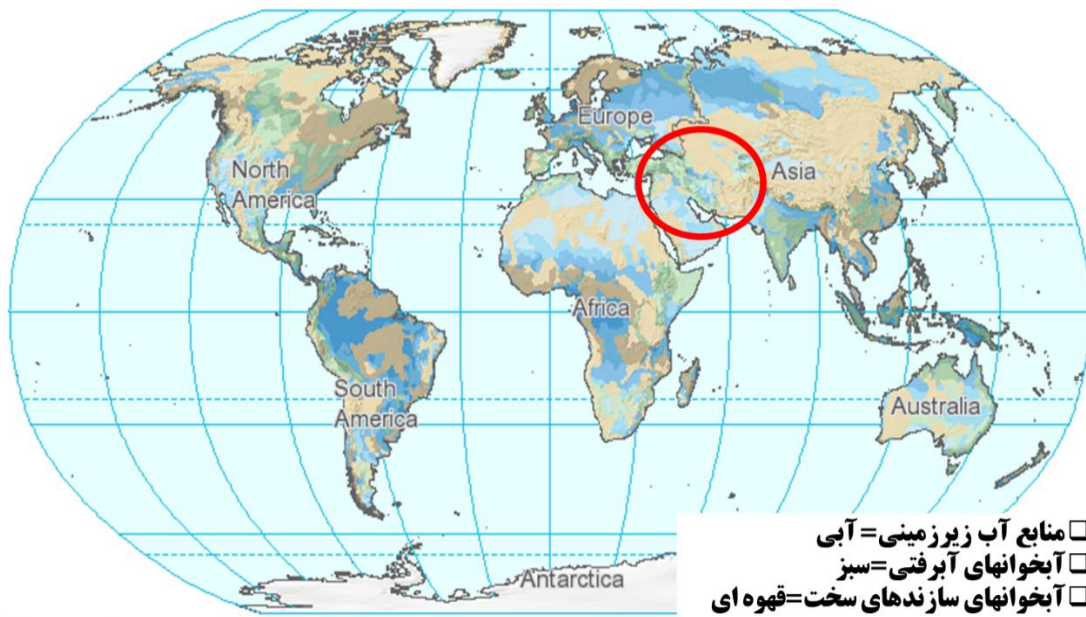 Europe
North
America
Asia
Africa
South
America
Australia
Antarctica
منابع آب زیرزمینی=آبی
آبخوانهای آبرفتی=سبز
آبخوانهای سازندهای سخت=قهوه ای